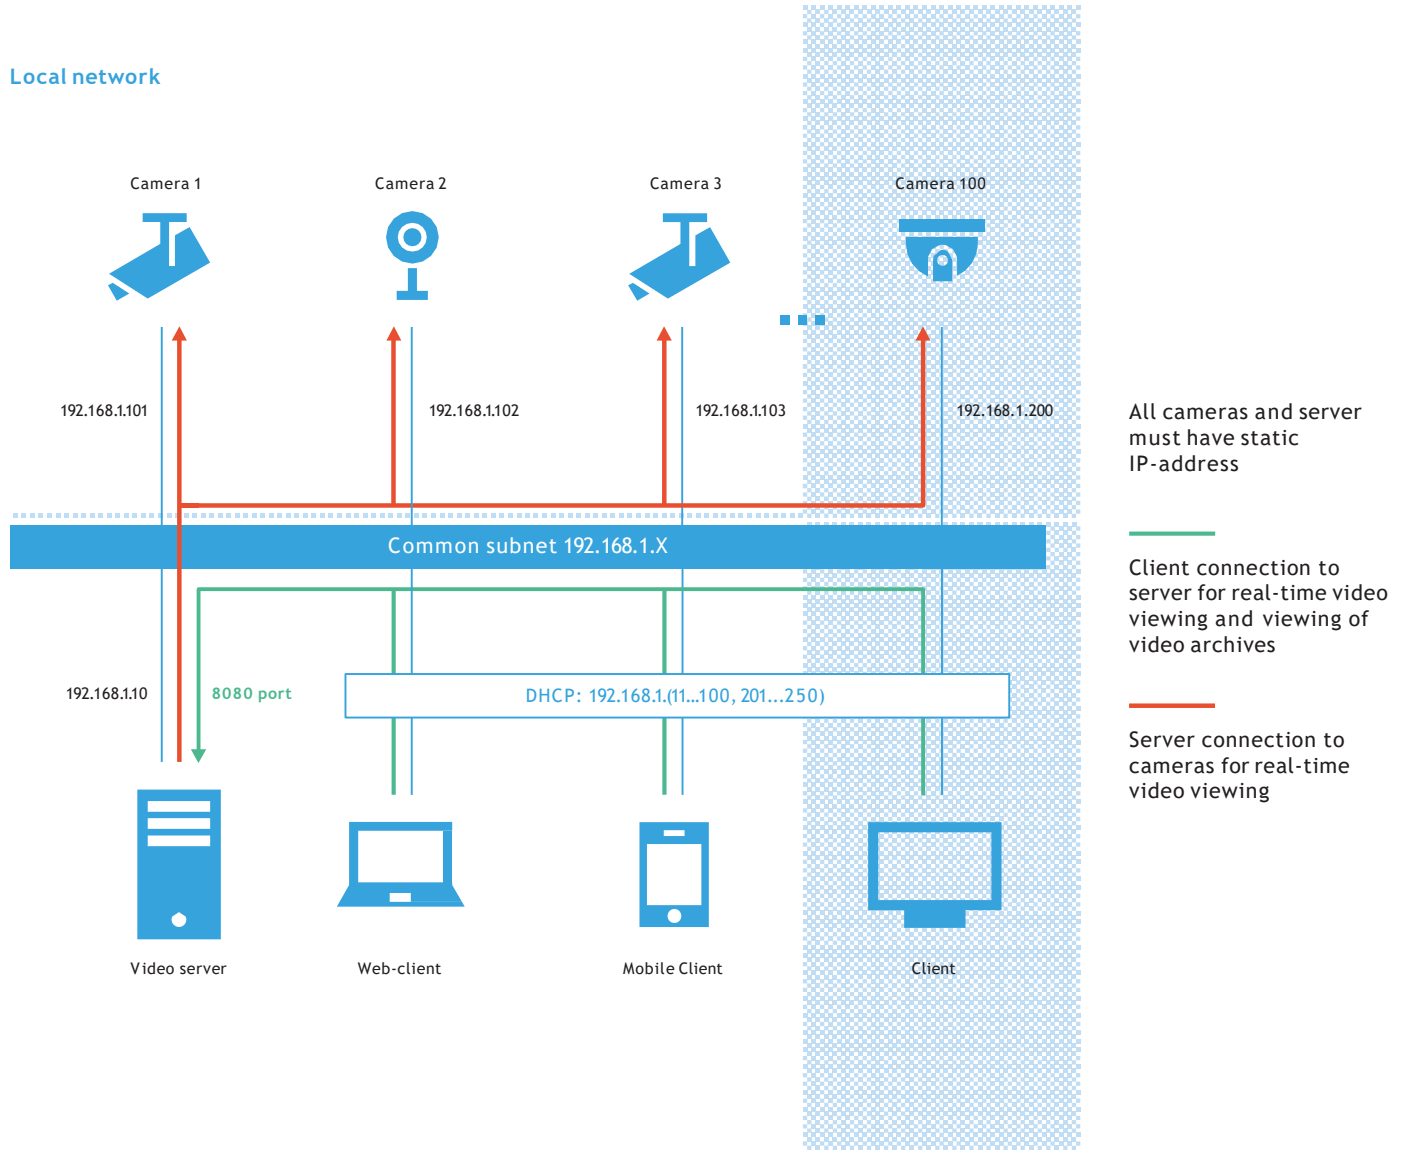 Local network
Camera 1
Camera 2
Camera 3
Camera 100
192.168.1.101
192.168.1.102
192.168.1.103
192.168.1.200
Common subnet 192.168.1.X
192.168.1.10
8080 port
DHCP: 192.168.1.(11...100, 201...250)
Video server
Web-client
Mobile Client
Client
All cameras and server
must have static
IP-address
Client connection to
server for real-time video
viewing and viewing of
video archives
Server connection to
cameras for real-time
video viewing